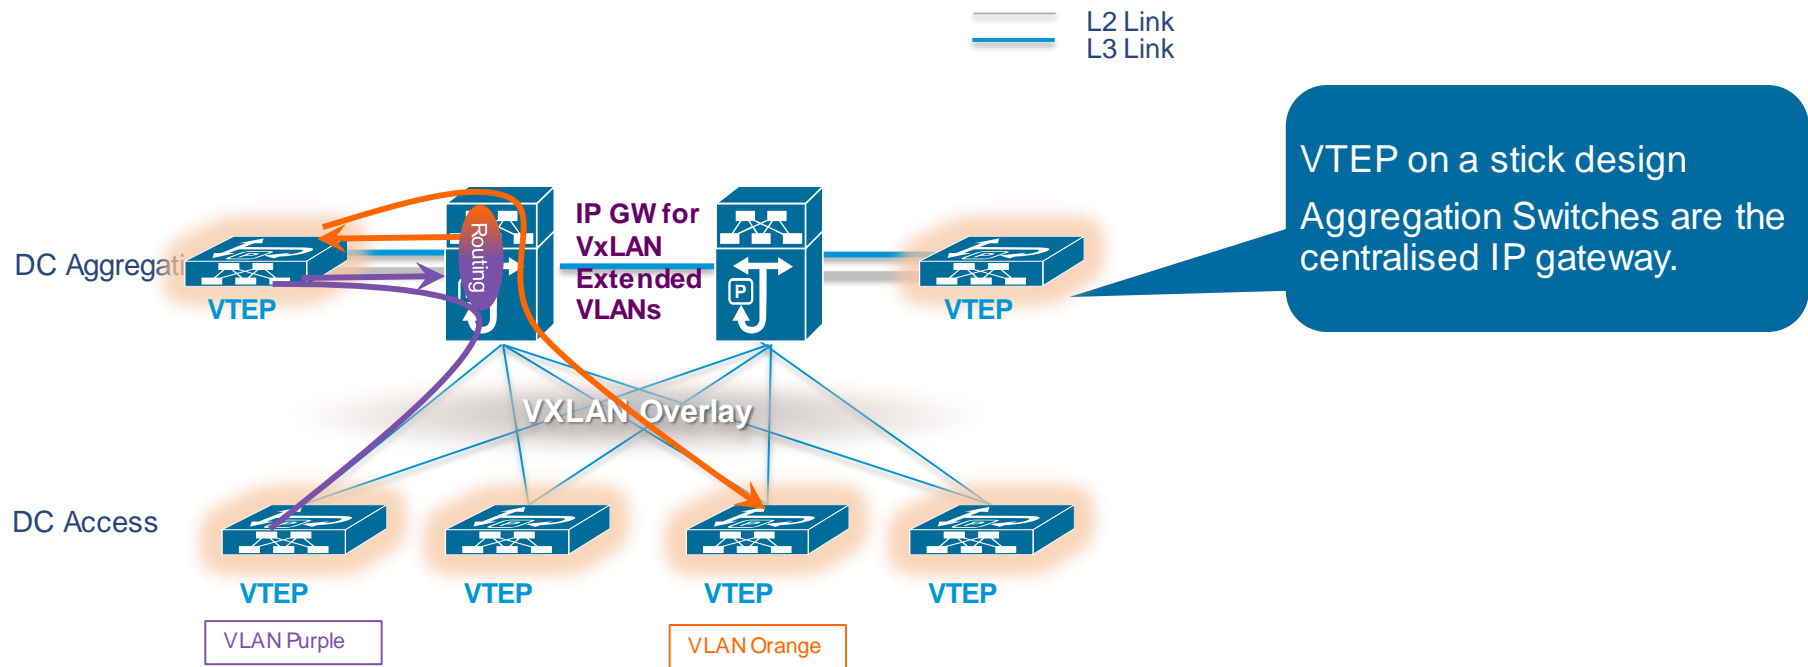 L2 Link
L3 Link
VTEP on a stick design
Aggregation Switches are the
centralised IP gateway.
IP GW for
VxLAN
Extended
VLANs
Routing
DC Aggregati
VTEP
VTEP
P
P
VXLAN Overlay
DC Access
P
P
P
P
VTEP
VTEP
VTEP
VTEP
VLAN Purple
VLAN Orange